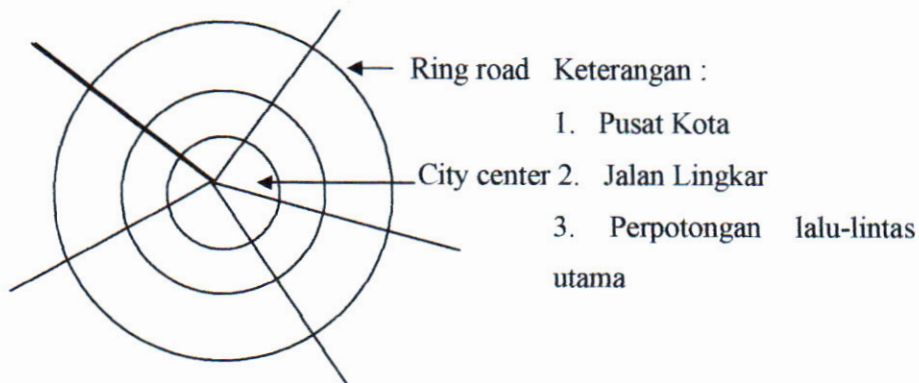 Ring road Keterangan :
1. Pusat Kota
City center 2. Jalan Lingkar
3. Perpotongan lalu-lintas
utama